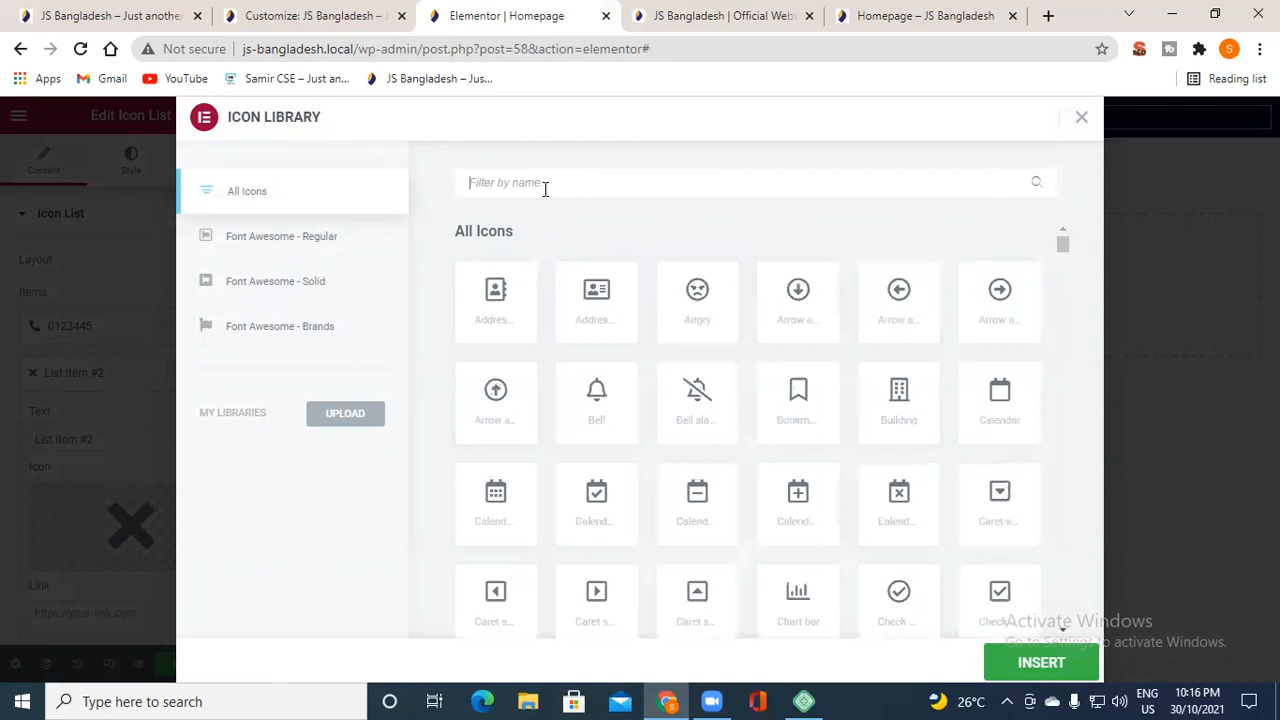 JS Bangladesh – Just another
Customize: JS Bangladesh – J
Elementor | Homepage
JS Bangladesh | Official Webs
Homepage – JS Bangladesh
Not secure
js-bangladesh.local/wp-admin/post.php?post=58&action=elementor#
Apps
Gmail
YouTube
Samir CSE – Just an...
JS Bangladesh – Jus...
Reading list
Edit Icon List
ICON LIBRARY
Content
Style
All Icons
Filter by name...
Font Awesome - Regular
Font Awesome - Solid
Font Awesome - Brands
MY LIBRARIES
UPLOAD
Icon List
Layout
Items
0123445
List Item #2
Text
List Item #2
Icon
Link
https://your-link.com
All Icons
Addres...
Addres...
Angry
Arrow a...
Arrow a...
Arrow a...
Arrow a...
Bell
Bell sla...
Bookm...
Building
Calendar
Calend...
Calend...
Calend...
Calend...
Calend...
Caret s...
Caret s...
Caret s...
Caret s...
Chart bar
Check ...
Check...
Activate Windows
Go to Settings to activate Windows.
INSERT
Type here to search
26°C
ENG
US
10:16 PM
30/10/2021